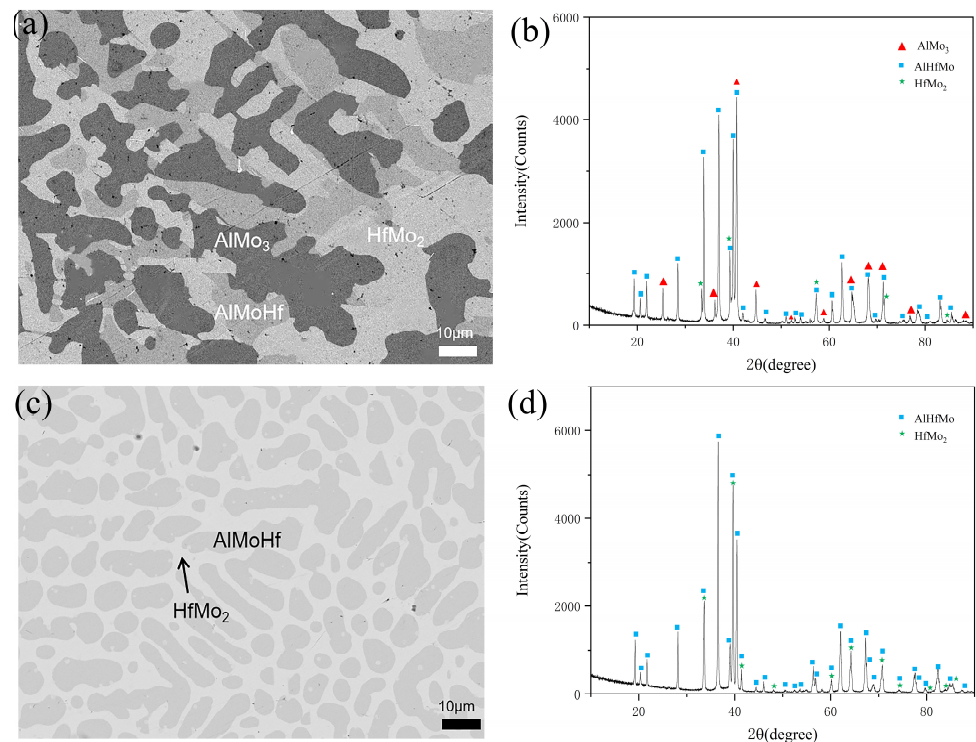 (a)
AlMo₃
HfMo₂
AlMoHf
10μm
(b)
6000
4000
2000
0
20
40
60
80
Intensity(Counts)
2θ(degree)
AlMo₃
AlHfMo
HfMo₂
(c)
AlMoHf
HfMo₂
10μm
(d)
6000
4000
2000
0
20
40
60
80
Intensity(Counts)
2θ(degree)
AlHfMo
HfMo₂